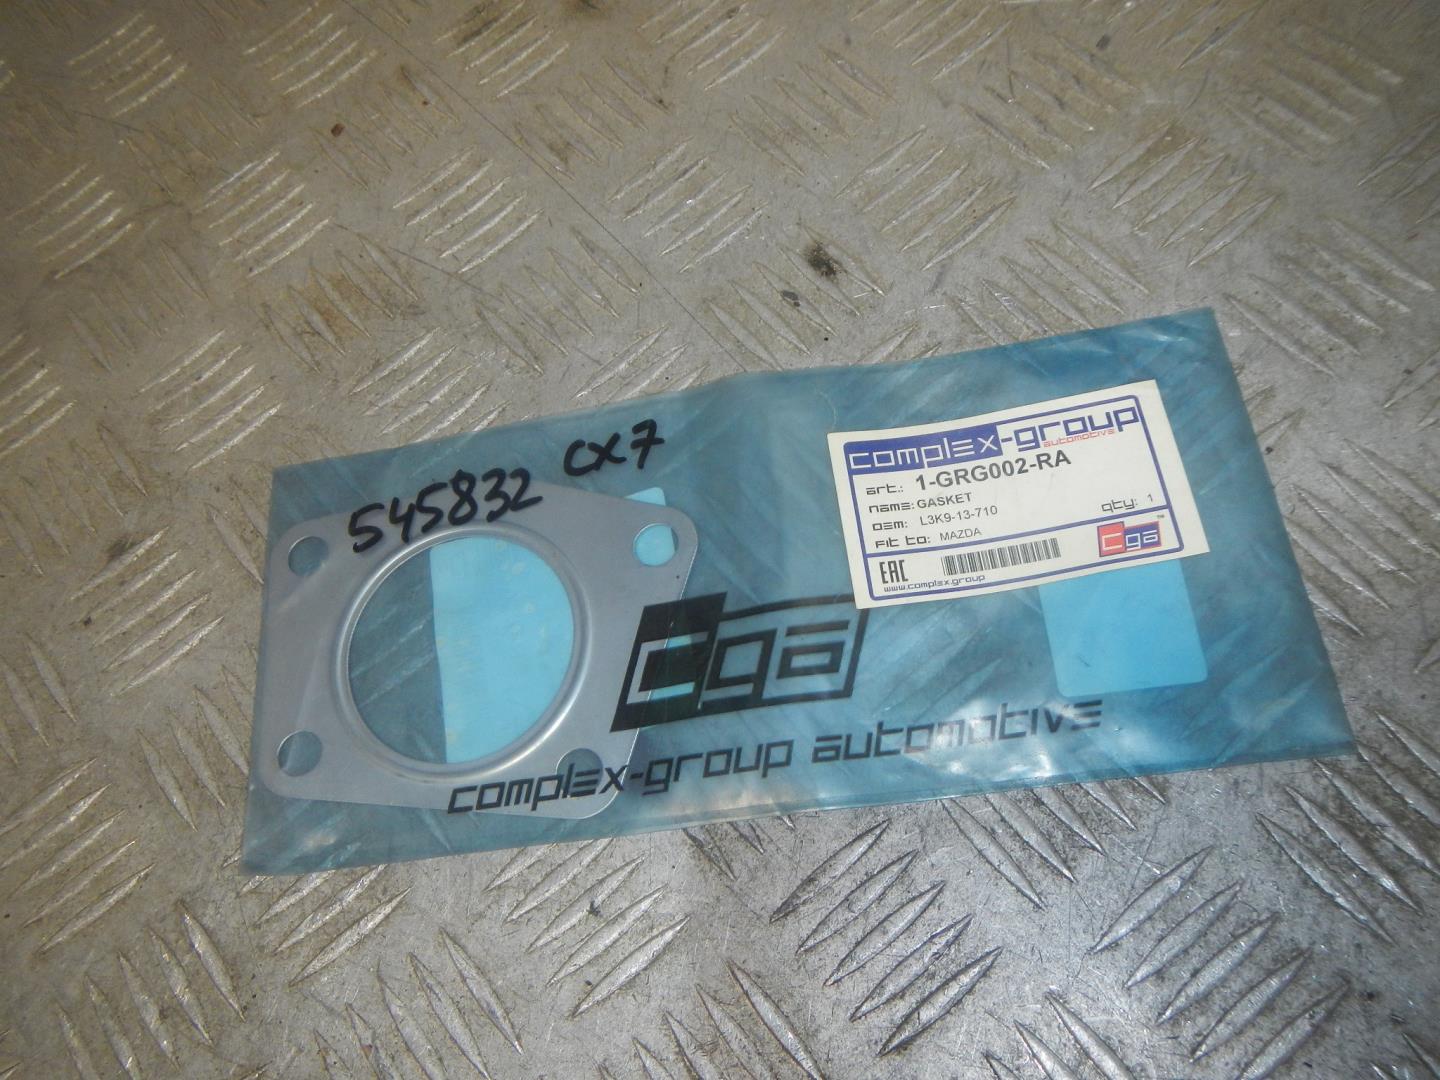 545832 CX7
complex-group
automotive
art.: 1-GRG002-RA
name: GASKET
oem: L3K9-13-710 qty: 1
Fit to: MAZDA
cga™
EAC
www.complex.group
cga
complex-group automotive